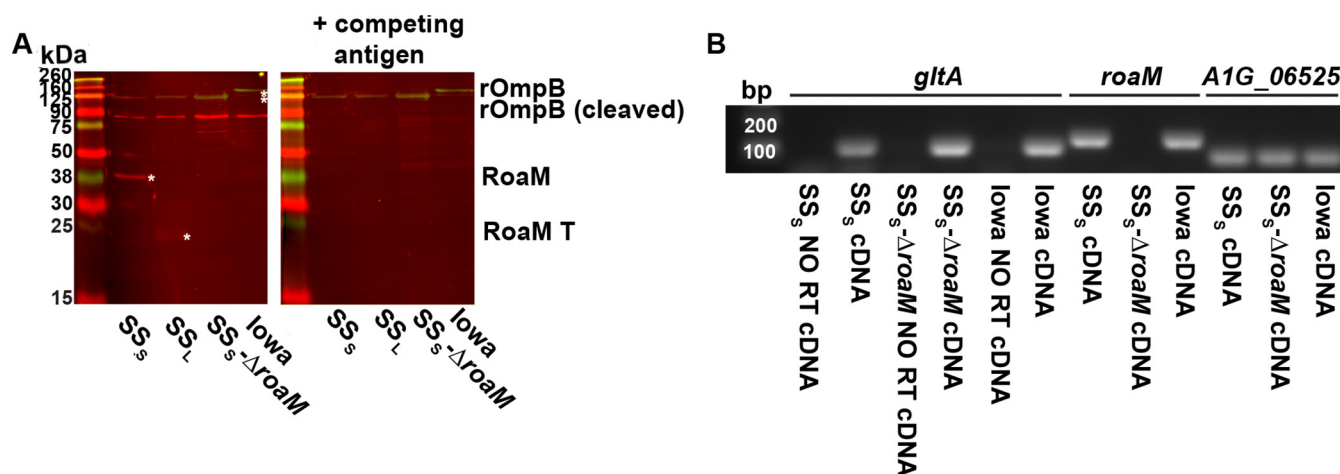 A
kDa
260
160
125
90
75
50
38
30
25
15
+ competing
antigen
rOmpB
rOmpB (cleaved)
RoaM
RoaM T
*
*
*
*
SSS
SSL
SSS-ΔroaM
Iowa
SSS
SSL
SSS-ΔroaM
Iowa
B
bp
gltA
roaM
A1G_06525
200
100
SSS NO RT cDNA
SSS cDNA
SSS-ΔroaM NO RT cDNA
SSS-ΔroaM cDNA
Iowa NO RT cDNA
Iowa cDNA
SSS cDNA
SSS-ΔroaM cDNA
Iowa cDNA
SSS cDNA
SSS-ΔroaM cDNA
Iowa cDNA